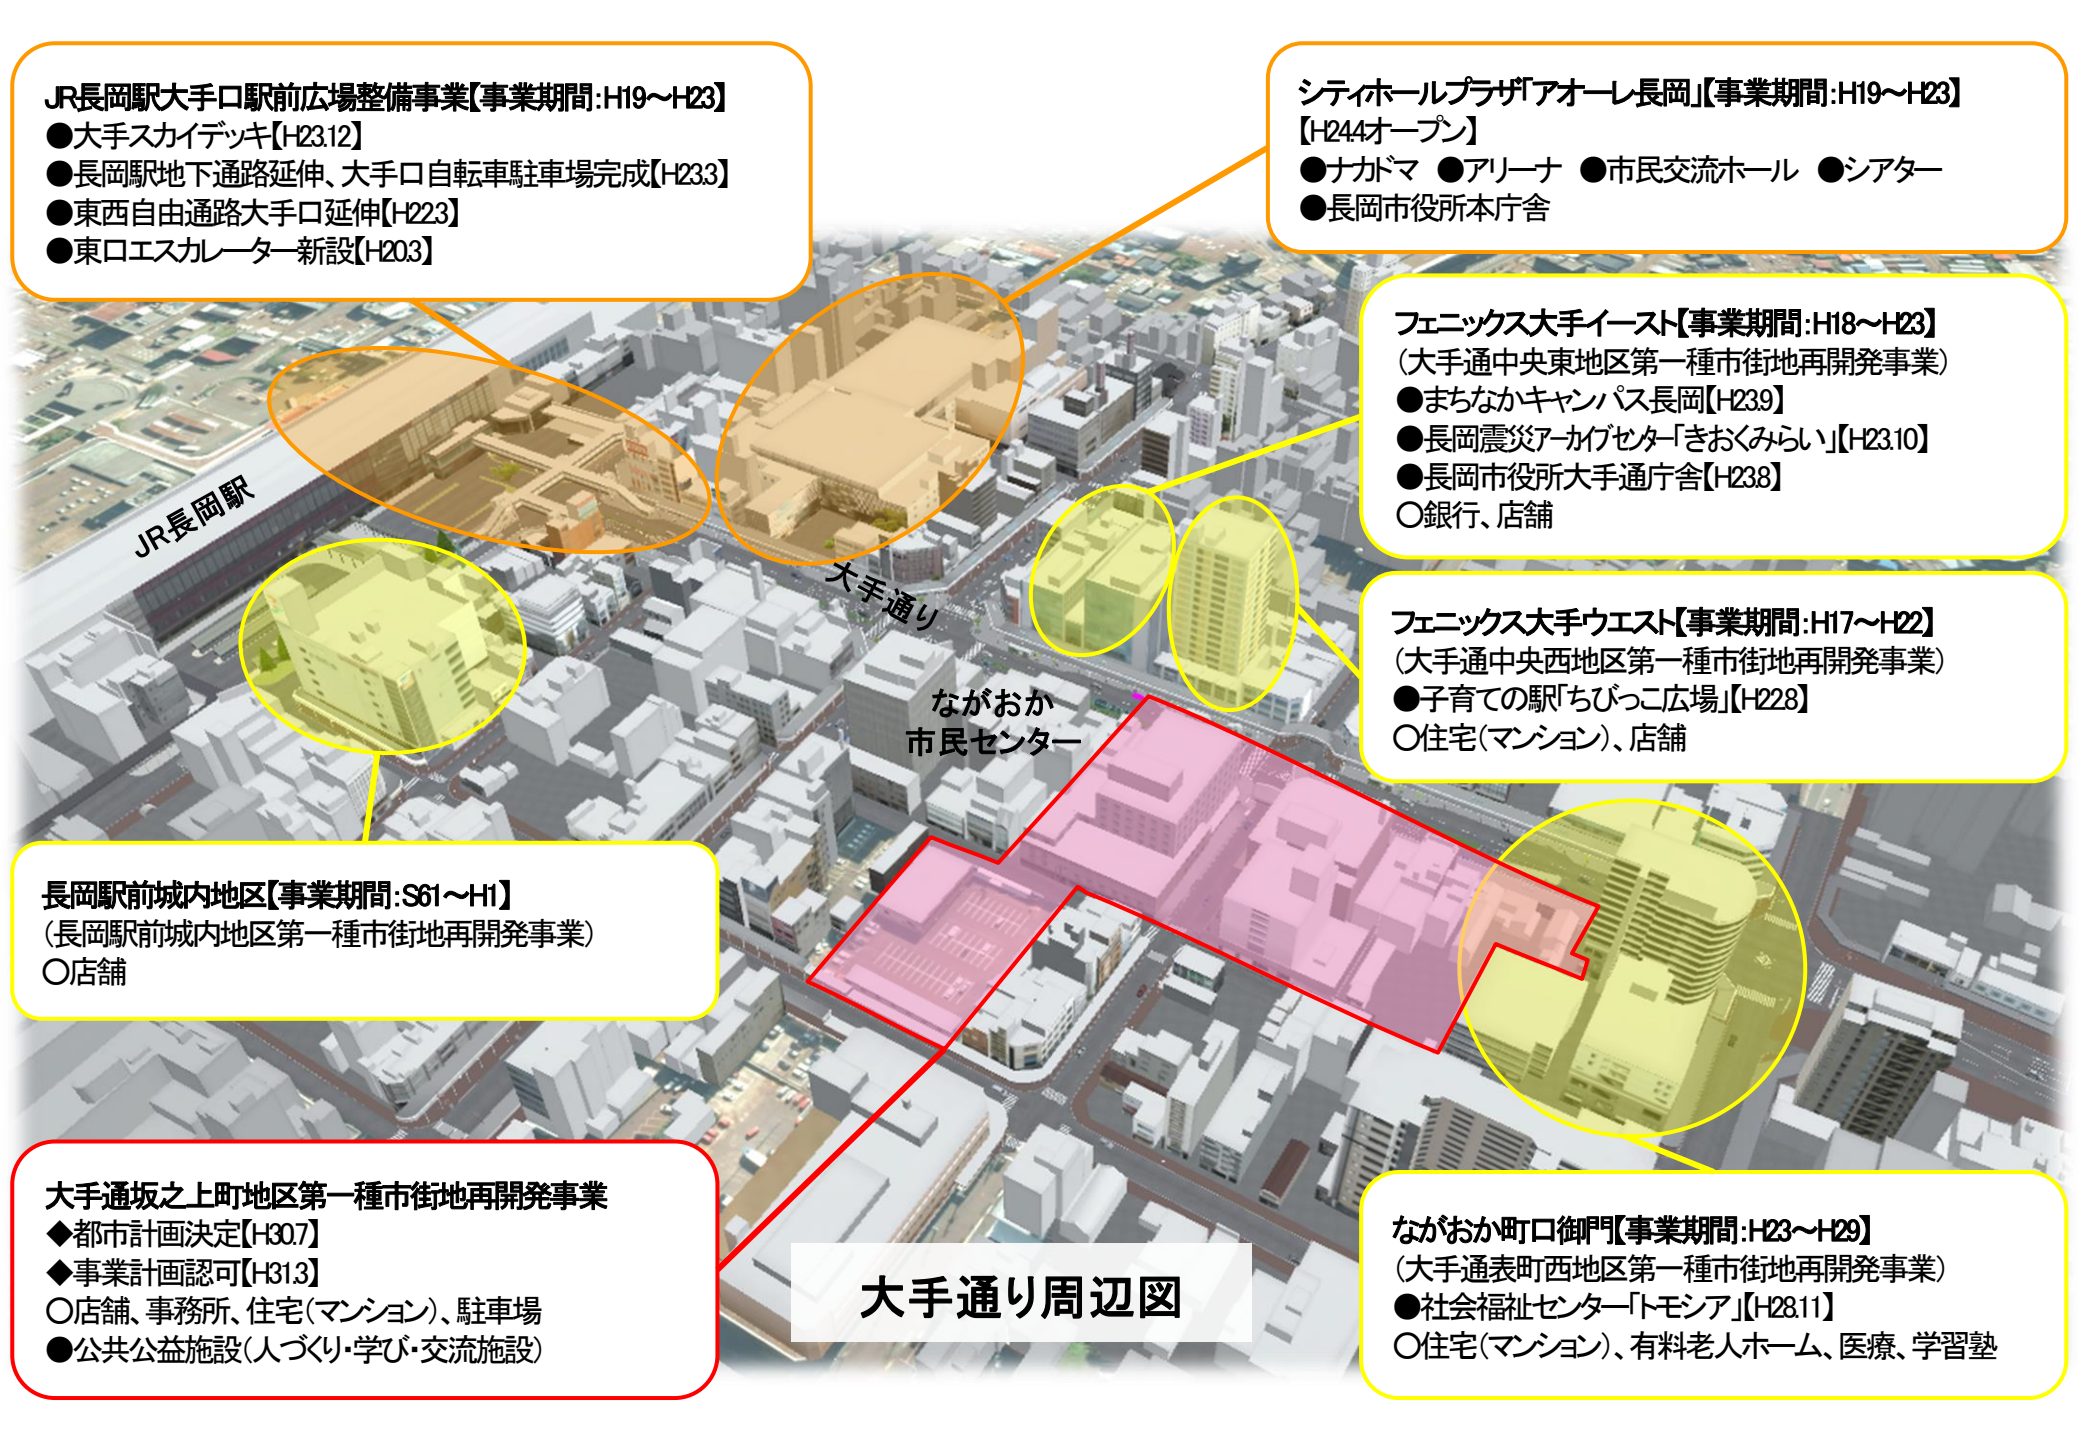 JR長岡駅大手口駅前広場整備事業【事業期間：H19～H23】
●大手スカイデッキ【H23.12】
●長岡駅地下通路延伸、大手口自転車駐車場完成【H23.3】
●東西自由通路大手口延伸【H22.3】
●東口エスカレーター新設【H20.3】
シティホールプラザ「アオーレ長岡」【事業期間：H19～H23】
【H24.4オープン】
●ナカドマ　●アリーナ　●市民交流ホール　●シアター
●長岡市役所本庁舎
フェニックス大手イースト【事業期間：H18～H23】
（大手通中央東地区第一種市街地再開発事業）
●まちなかキャンパス長岡【H23.9】
●長岡震災アーカイブセンター「きおくみらい」【H23.10】
●長岡市役所大手通庁舎【H23.8】
○銀行、店舗
フェニックス大手ウエスト【事業期間：H17～H22】
（大手通中央西地区第一種市街地再開発事業）
●子育ての駅「ちびっこ広場」【H22.8】
○住宅（マンション）、店舗
JR長岡駅
大手通り
ながおか
市民センター
長岡駅前城内地区【事業期間：S61～H1】
（長岡駅前城内地区第一種市街地再開発事業）
○店舗
大手通坂之上町地区第一種市街地再開発事業
◆都市計画決定【H30.7】
◆事業計画認可【H31.3】
○店舗、事務所、住宅（マンション）、駐車場
●公共公益施設（人づくり・学び・交流施設）
大手通り周辺図
ながおか町口御門【事業期間：H23～H29】
（大手通表町西地区第一種市街地再開発事業）
●社会福祉センター「トモシア」【H28.11】
○住宅（マンション）、有料老人ホーム、医療、学習塾